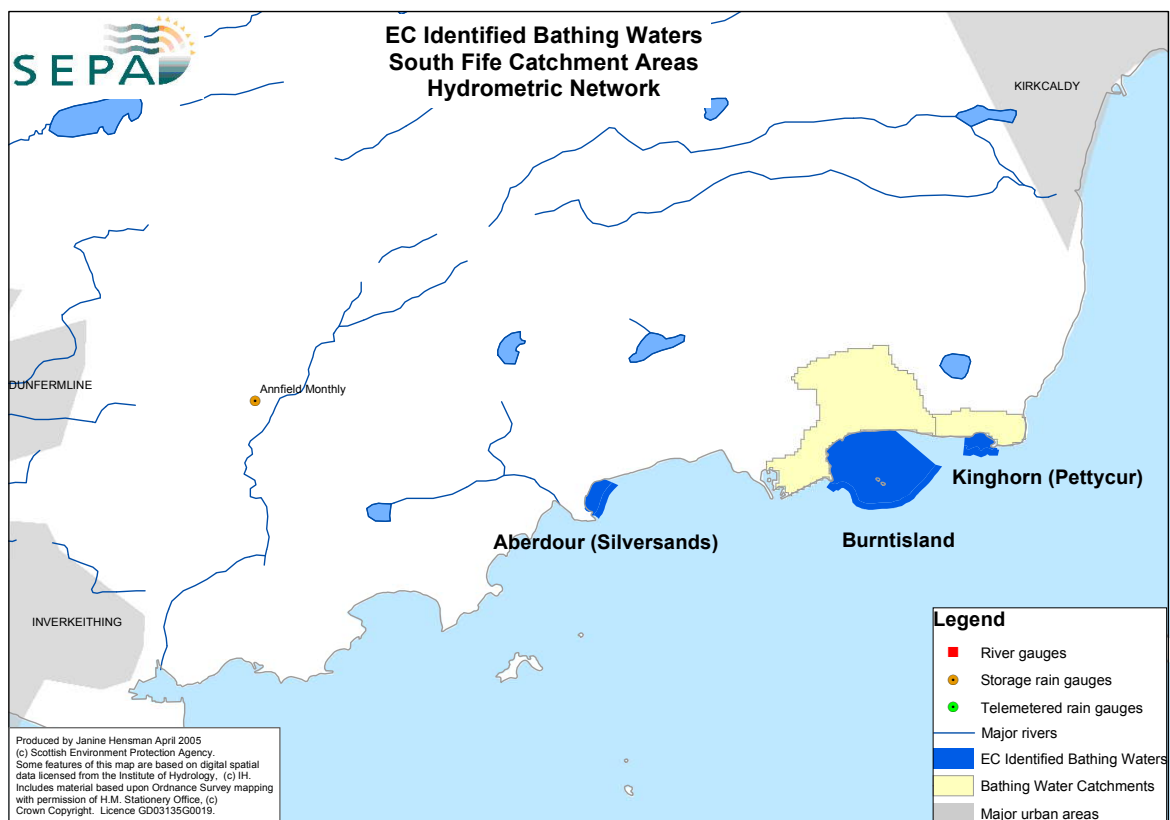 SEPA
EC Identified Bathing Waters
South Fife Catchment Areas
Hydrometric Network
KIRKCALDY
DUNFERMLINE
Annfield Monthly
Kinghorn (Pettycur)
Aberdour (Silversands)
Burntisland
INVERKEITHING
Legend
River gauges
Storage rain gauges
Telemetered rain gauges
Major rivers
EC Identified Bathing Waters
Bathing Water Catchments
Major urban areas
Produced by Janine Hensman April 2005
(c) Scottish Environment Protection Agency.
Some features of this map are based on digital spatial
data licensed from the Institute of Hydrology, (c) IH.
Includes material based upon Ordnance Survey mapping
with permission of H.M. Stationery Office, (c)
Crown Copyright. Licence GD03135G0019.